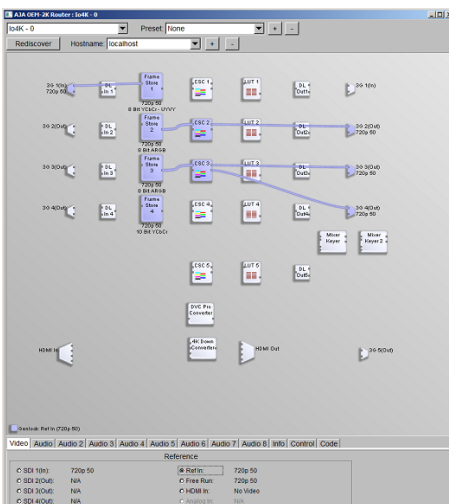 AJA OEM-2K Router : Io4K - 0
Io4K - 0 Preset: None + -
Rediscover Hostname: localhost + -
3G 1(In)
720p 50
DL In 1
Frame Store 1
720p 50
8 Bit YCbCr - UYVY
CSC 1
LUT 1
DL Out1
3G 1(In)
3G 2(Out)
DL In 2
Frame Store 2
720p 50
8 Bit ARGB
CSC 2
LUT 2
DL Out2
3G 2(Out)
720p 50
3G 3(Out)
DL In 3
Frame Store 3
720p 50
8 Bit ARGB
CSC 3
LUT 3
DL Out3
3G 3(Out)
720p 50
3G 4(Out)
DL In 4
Frame Store 4
720p 50
10 Bit YCbCr
CSC 4
LUT 4
DL Out4
3G 4(Out)
720p 50
Mixer Keyer
Mixer Keyer 2
CSC 5
LUT 5
DL Out5
DVC Pro Converter
HDMI In
4K Down Converter
HDMI Out
3G-5(Out)
Genlock: Ref In (720p 50)
Video Audio Audio 2 Audio 3 Audio 4 Audio 5 Audio 6 Audio 7 Audio 8 Info Control Code
Reference
SDI 1(In): 720p 50 Ref In: 720p 50
SDI 2(Out): N/A Free Run: 720p 50
SDI 3(Out): N/A HDMI In: No Video
SDI 4(Out): N/A Analog In: N/A